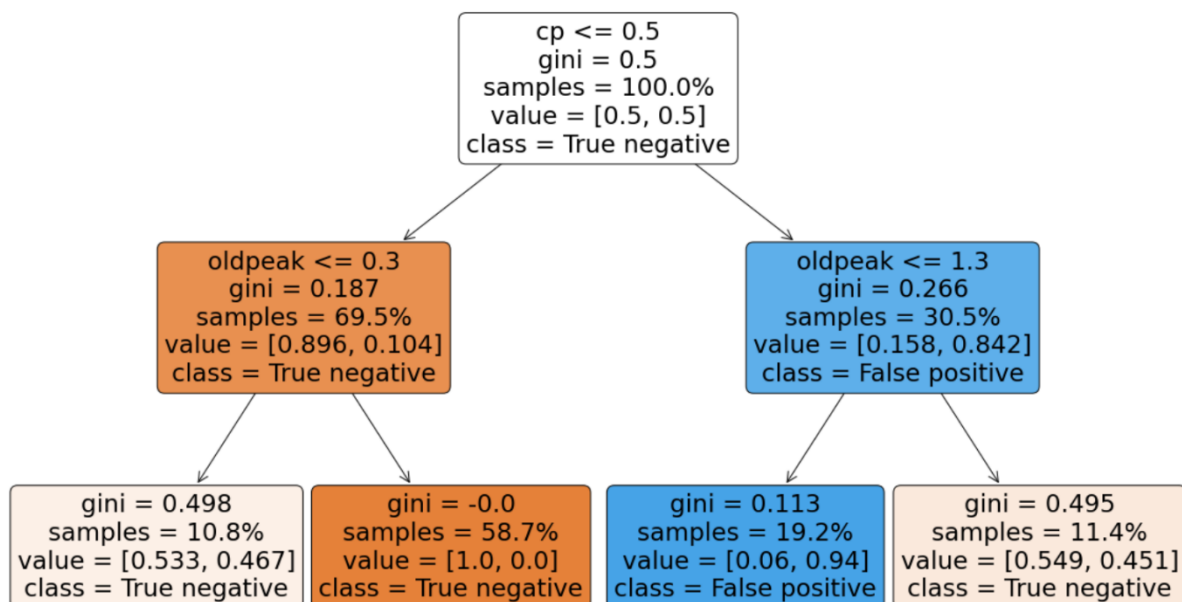 cp <= 0.5
gini = 0.5
samples = 100.0%
value = [0.5, 0.5]
class = True negative
oldpeak <= 0.3
gini = 0.187
samples = 69.5%
value = [0.896, 0.104]
class = True negative
oldpeak <= 1.3
gini = 0.266
samples = 30.5%
value = [0.158, 0.842]
class = False positive
gini = 0.498
samples = 10.8%
value = [0.533, 0.467]
class = True negative
gini = -0.0
samples = 58.7%
value = [1.0, 0.0]
class = True negative
gini = 0.113
samples = 19.2%
value = [0.06, 0.94]
class = False positive
gini = 0.495
samples = 11.4%
value = [0.549, 0.451]
class = True negative